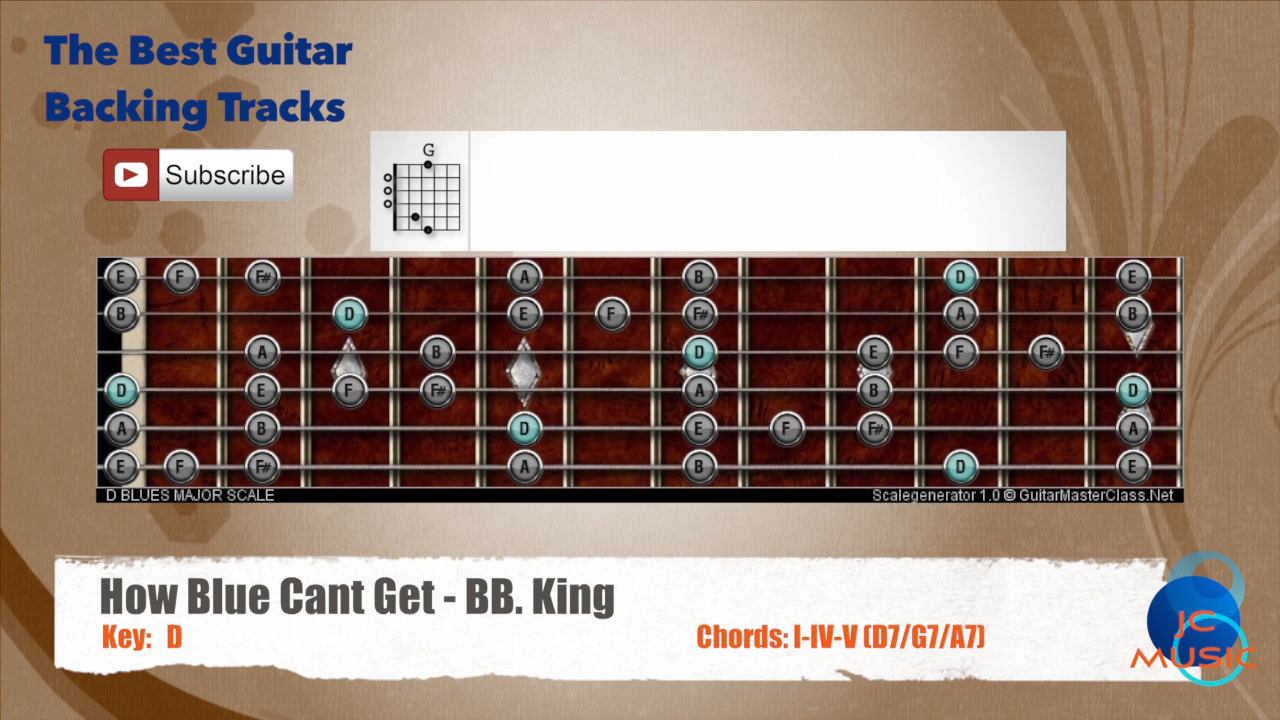 The Best Guitar
Backing Tracks
Subscribe
G
E F F# A B D E
B D E F F# A B
A B D E F F#
D E F F# A B D
A B D E F F# A
E F F# A B D E
D BLUES MAJOR SCALE
Scalegenerator 1.0 © GuitarMasterClass.Net
How Blue Cant Get - BB. King
Key: D
Chords: I-IV-V (D7/G7/A7)
JC
MUSIC